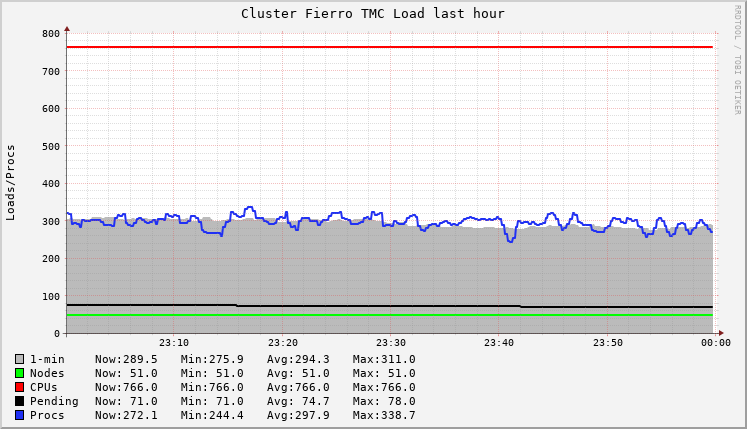 Cluster Fierro TMC Load last hour
RRDTOOL / TOBI OETIKER
Loads/Procs
800
700
600
500
400
300
200
100
0
23:10 23:20 23:30 23:40 23:50 00:00
1-min Now:289.5 Min:275.9 Avg:294.3 Max:311.0
Nodes Now: 51.0 Min: 51.0 Avg: 51.0 Max: 51.0
CPUs Now:766.0 Min:766.0 Avg:766.0 Max:766.0
Pending Now: 71.0 Min: 71.0 Avg: 74.7 Max: 78.0
Procs Now:272.1 Min:244.4 Avg:297.9 Max:338.7